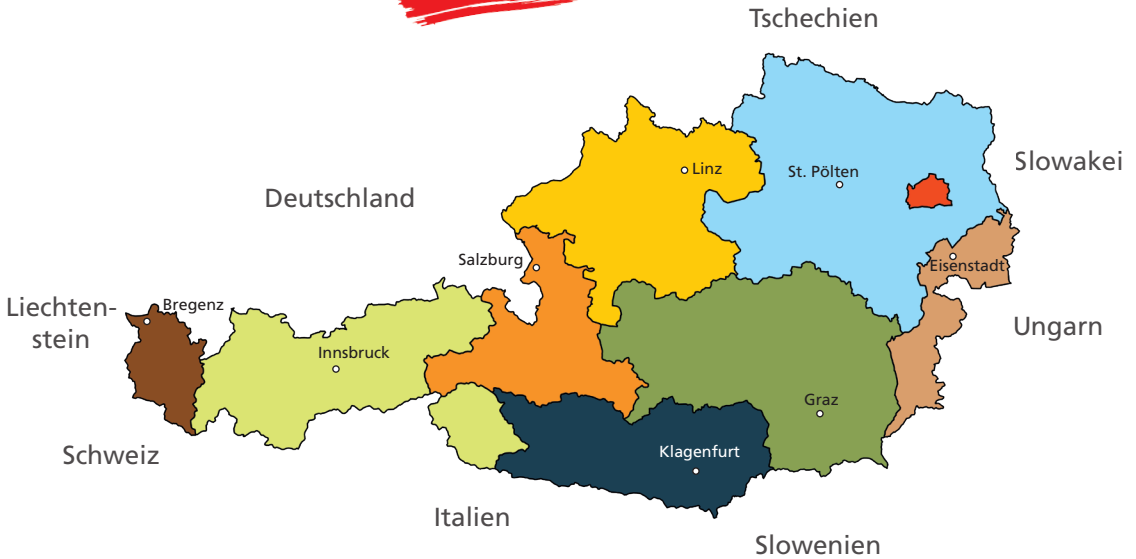 Tschechien
Slowakei
Linz
St. Pölten
Deutschland
Salzburg
Eisenstadt
Liechten-
stein
Bregenz
Ungarn
Innsbruck
Graz
Schweiz
Klagenfurt
Italien
Slowenien